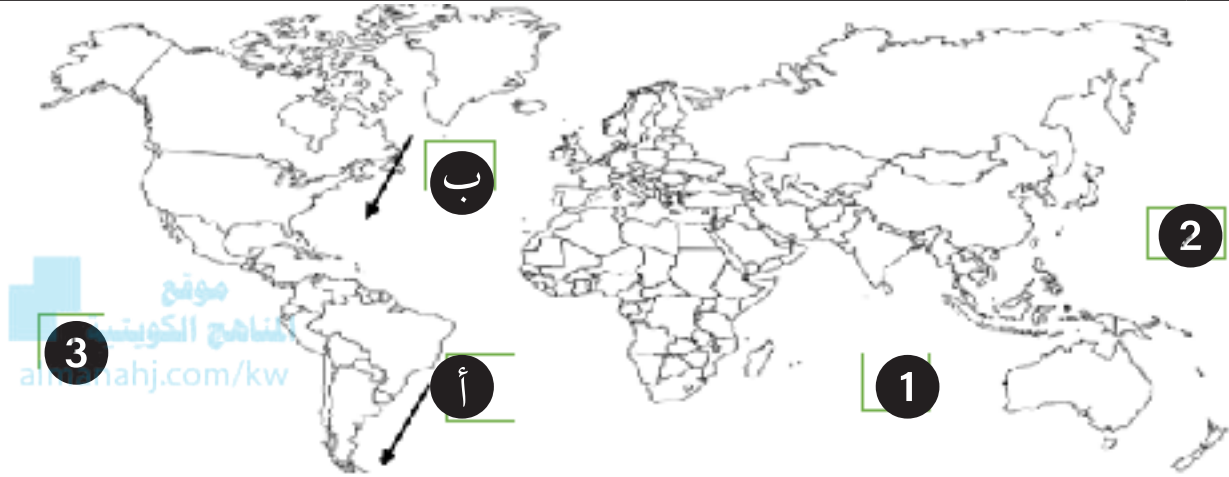 ب
2
موقع
المناهج الكويتية
3
almanahj.com/kw
أ
1